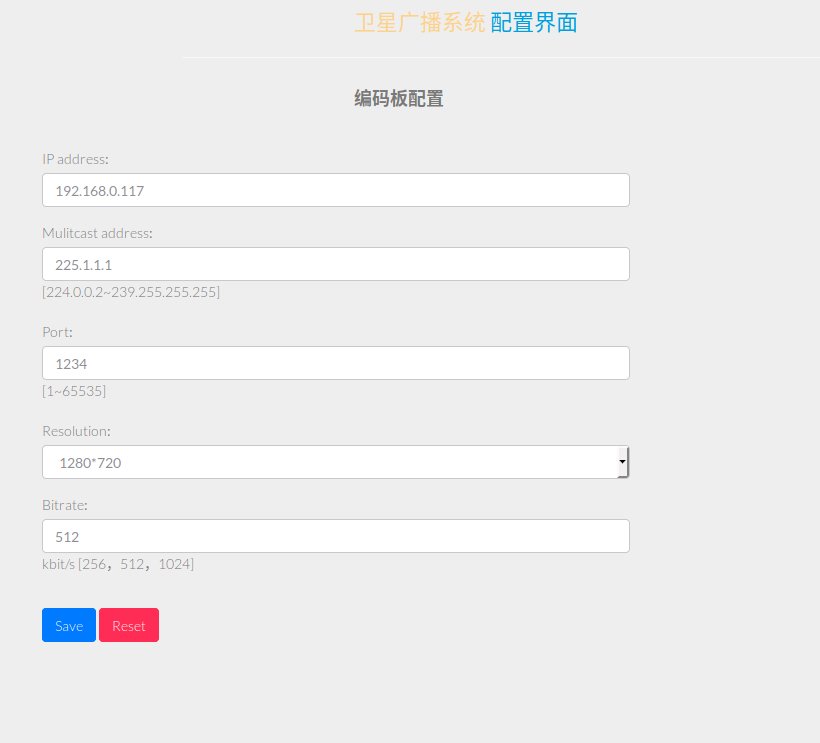 卫星广播系统 配置界面
编码板配置
IP address:
192.168.0.117
Mulitcast address:
225.1.1.1
[224.0.0.2~239.255.255.255]
Port:
1234
[1~65535]
Resolution:
1280*720
Bitrate:
512
kbit/s [256，512，1024]
Save Reset